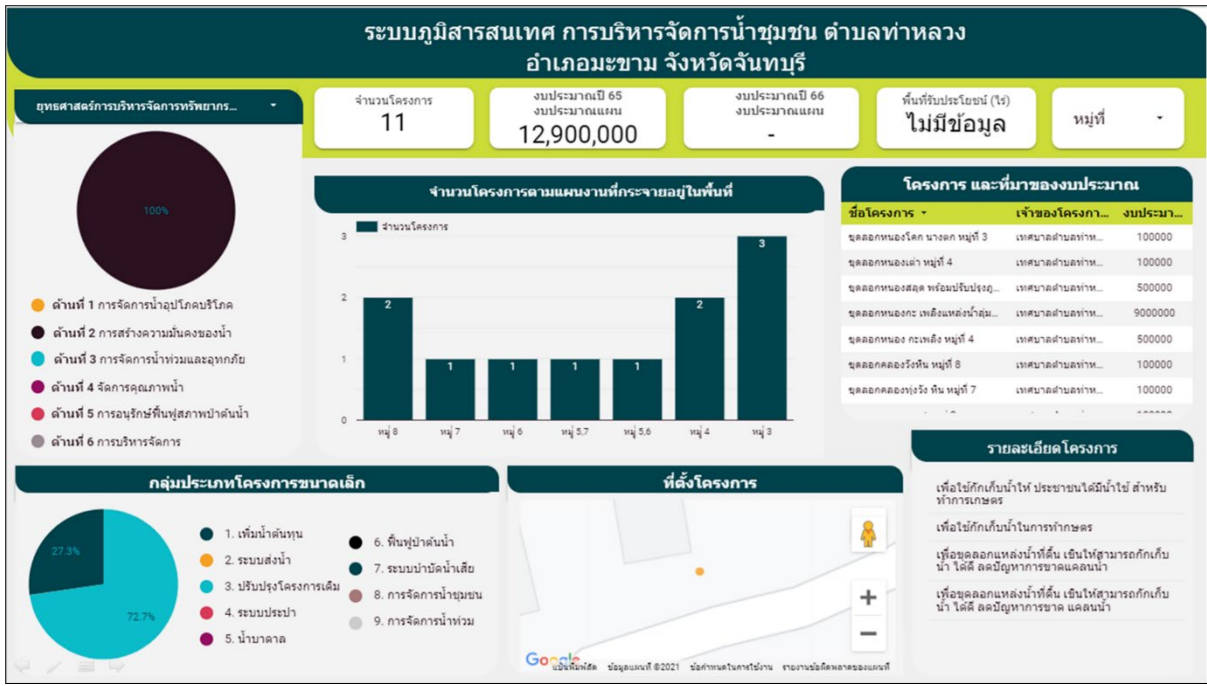 ระบบภูมิสารสนเทศ การบริหารจัดการน้ำชุมชน ตำบลท่าหลวง
อำเภอมะขาม จังหวัดจันทบุรี
ยุทธศาสตร์การบริหารจัดการทรัพยากร...
จำนวนโครงการ
11
งบประมาณปี 65
งบประมาณแผน
12,900,000
งบประมาณปี 66
งบประมาณแผน
-
พื้นที่รับประโยชน์ (ไร่)
ไม่มีข้อมูล
หมู่ที่
100%
ด้านที่ 1 การจัดการน้ำอุปโภคบริโภค
ด้านที่ 2 การสร้างความมั่นคงของน้ำ
ด้านที่ 3 การจัดการน้ำท่วมและอุทกภัย
ด้านที่ 4 จัดการคุณภาพน้ำ
ด้านที่ 5 การอนุรักษ์ฟื้นฟูสภาพป่าต้นน้ำ
ด้านที่ 6 การบริหารจัดการ
จำนวนโครงการตามแผนงานที่กระจายอยู่ในพื้นที่
จำนวนโครงการ
3
2
1
0
2
1
1
1
1
2
3
หมู่ 8
หมู่ 7
หมู่ 6
หมู่ 5,7
หมู่ 5,6
หมู่ 4
หมู่ 3
โครงการ และที่มาของงบประมาณ
ชื่อโครงการ เจ้าของโครงกา... งบประมา...
ขุดลอกหนองโดก นางตก หมู่ที่ 3 เทศบาลตำบลท่าห... 100000
ขุดลอกหนองเต่า หมู่ที่ 4 เทศบาลตำบลท่าห... 100000
ขุดลอกหนองสลุด พร้อมปรับปรุงภู... เทศบาลตำบลท่าห... 500000
ขุดลอกหนองกะ เพลิงแหล่งน้ำลุ่ม... เทศบาลตำบลท่าห... 9000000
ขุดลอกหนอง กะเพลิง หมู่ที่ 4 เทศบาลตำบลท่าห... 500000
ขุดลอกคลองวังหิน หมู่ที่ 8 เทศบาลตำบลท่าห... 100000
ขุดลอกคลองทุ่งวัง หิน หมู่ที่ 7 เทศบาลตำบลท่าห... 100000
รายละเอียดโครงการ
เพื่อใช้กักเก็บน้ำให้ ประชาชนได้มีน้ำใช้ สำหรับ
ทำการเกษตร
เพื่อใช้กักเก็บน้ำในการทำกษตร
เพื่อขุดลอกแหล่งน้ำที่ตื้น เขินให้สามารถกักเก็บ
น้ำ ได้ดี ลดปัญหาการขาดแคลนน้ำ
เพื่อขุดลอกแหล่งน้ำที่ตื้น เขินให้สามารถกักเก็บ
น้ำ ได้ดี ลดปัญหาการขาด แคลนน้ำ
กลุ่มประเภทโครงการขนาดเล็ก
27.3%
72.7%
1. เพิ่มน้ำต้นทุน
2. ระบบส่งน้ำ
3. ปรับปรุงโครงการเดิม
4. ระบบประปา
5. น้ำบาดาล
6. ฟื้นฟูป่าต้นน้ำ
7. ระบบบำบัดน้ำเสีย
8. การจัดการน้ำชุมชน
9. การจัดการน้ำท่วม
ที่ตั้งโครงการ
+
−
Google
แป้นพิมพ์ลัด ข้อมูลแผนที่ ©2021 ข้อกำหนดในการใช้งาน รายงานข้อผิดพลาดของแผนที่